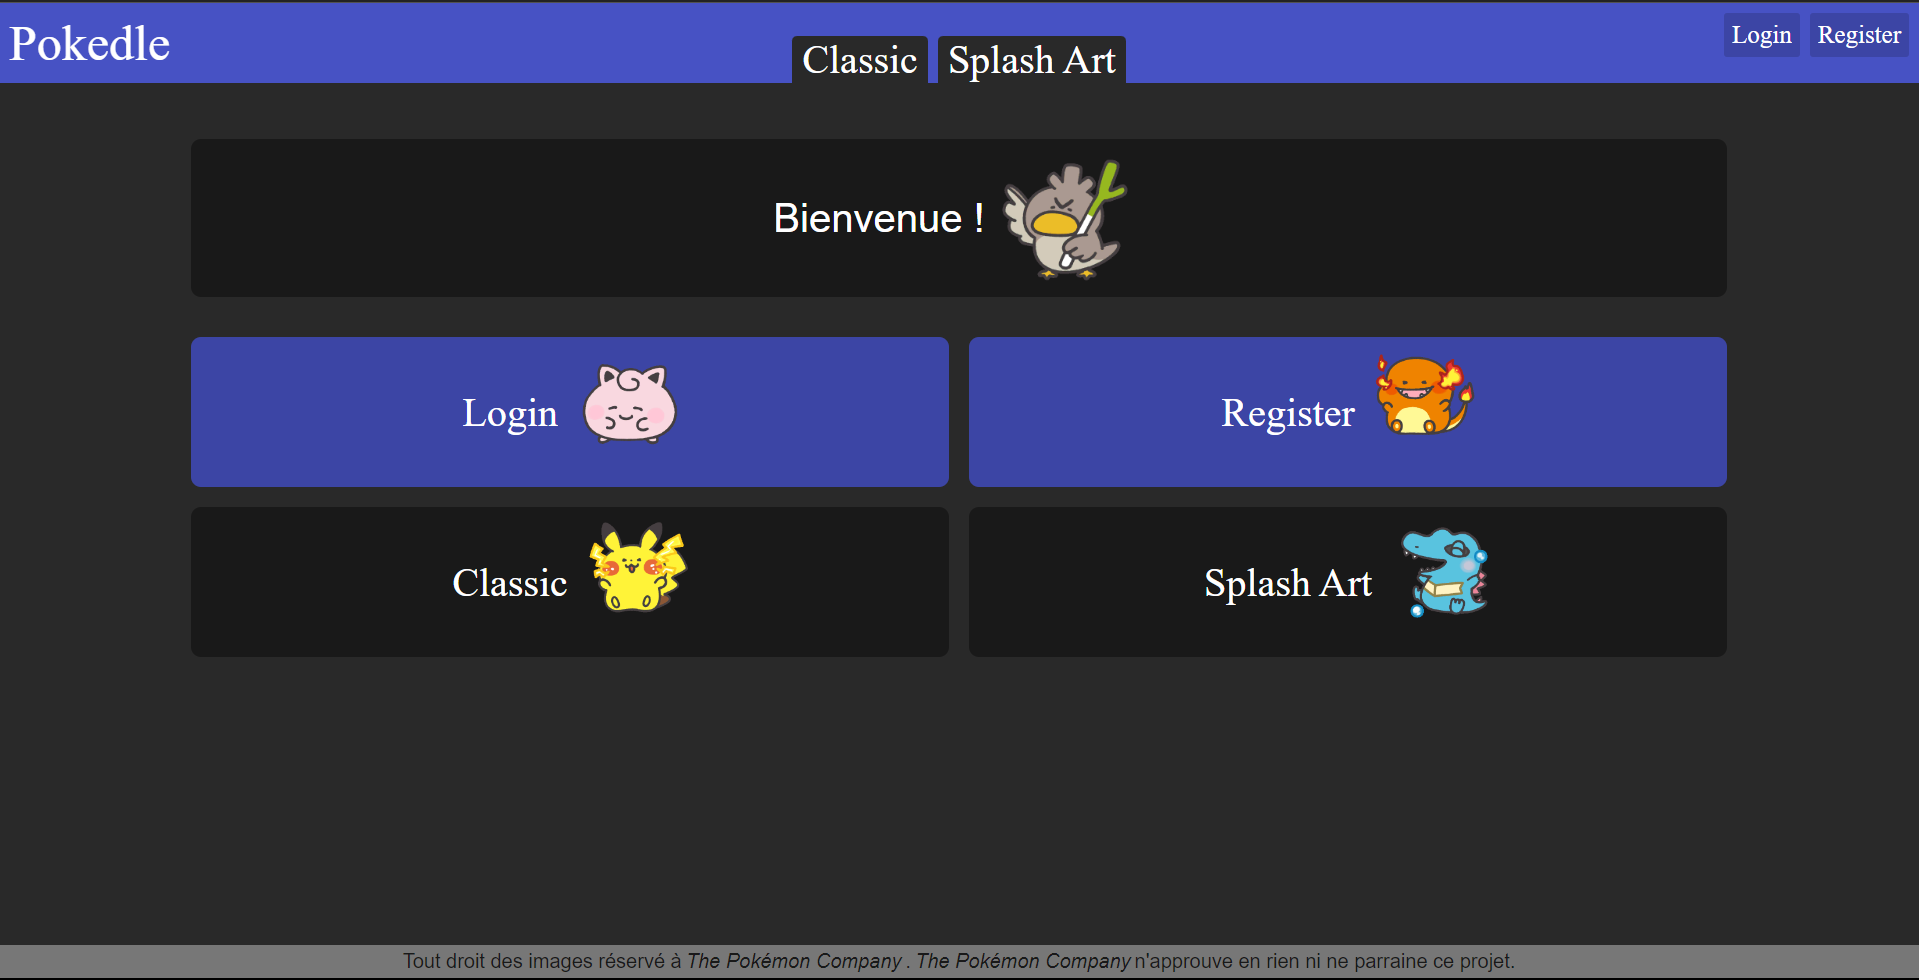 Pokedle
Classic
Splash Art
Login
Register
Bienvenue !
Login
Register
Classic
Splash Art
Tout droit des images réservé à The Pokémon Company . The Pokémon Company n'approuve en rien ni ne parraine ce projet.